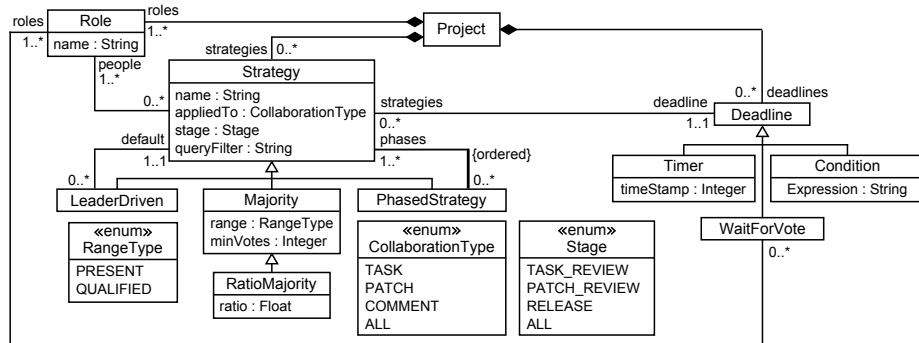 roles
Role
name : String
roles
1..*
1..*
people
1..*
Project
strategies
0..*
0..*
deadlines
Strategy
name : String
appliedTo : CollaborationType
stage : Stage
queryFilter : String
0..*
strategies
0..*
deadline
1..1
Deadline
default
1..1
phases
1..*
{ordered}
0..*
0..*
LeaderDriven
Majority
range : RangeType
minVotes : Integer
PhasedStrategy
Timer
timeStamp : Integer
Condition
Expression : String
WaitForVote
0..*
«enum»
RangeType
PRESENT
QUALIFIED
RatioMajority
ratio : Float
«enum»
CollaborationType
TASK
PATCH
COMMENT
ALL
«enum»
Stage
TASK_REVIEW
PATCH_REVIEW
RELEASE
ALL